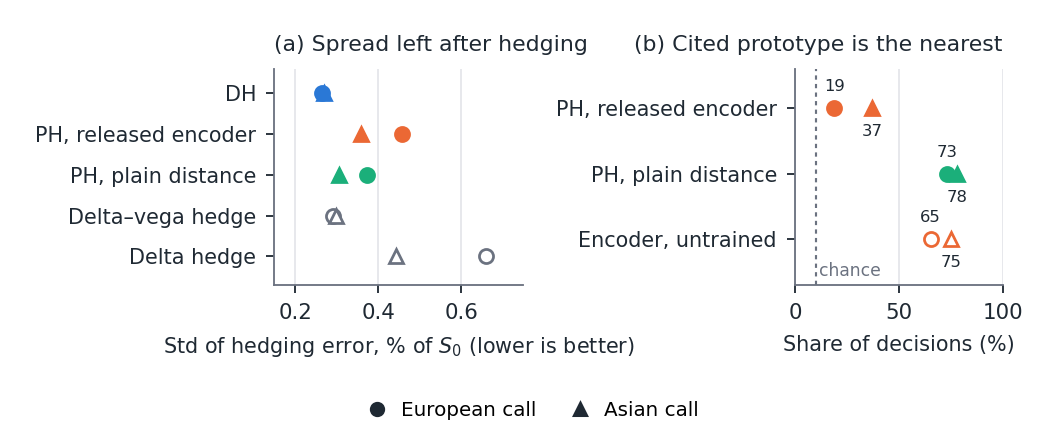 (a) Spread left after hedging
DH
PH, released encoder
PH, plain distance
Delta–vega hedge
Delta hedge
0.2 0.4 0.6
Std of hedging error, % of S₀ (lower is better)
(b) Cited prototype is the nearest
PH, released encoder
PH, plain distance
Encoder, untrained
19
37
73
78
65
75
chance
0 50 100
Share of decisions (%)
European call Asian call